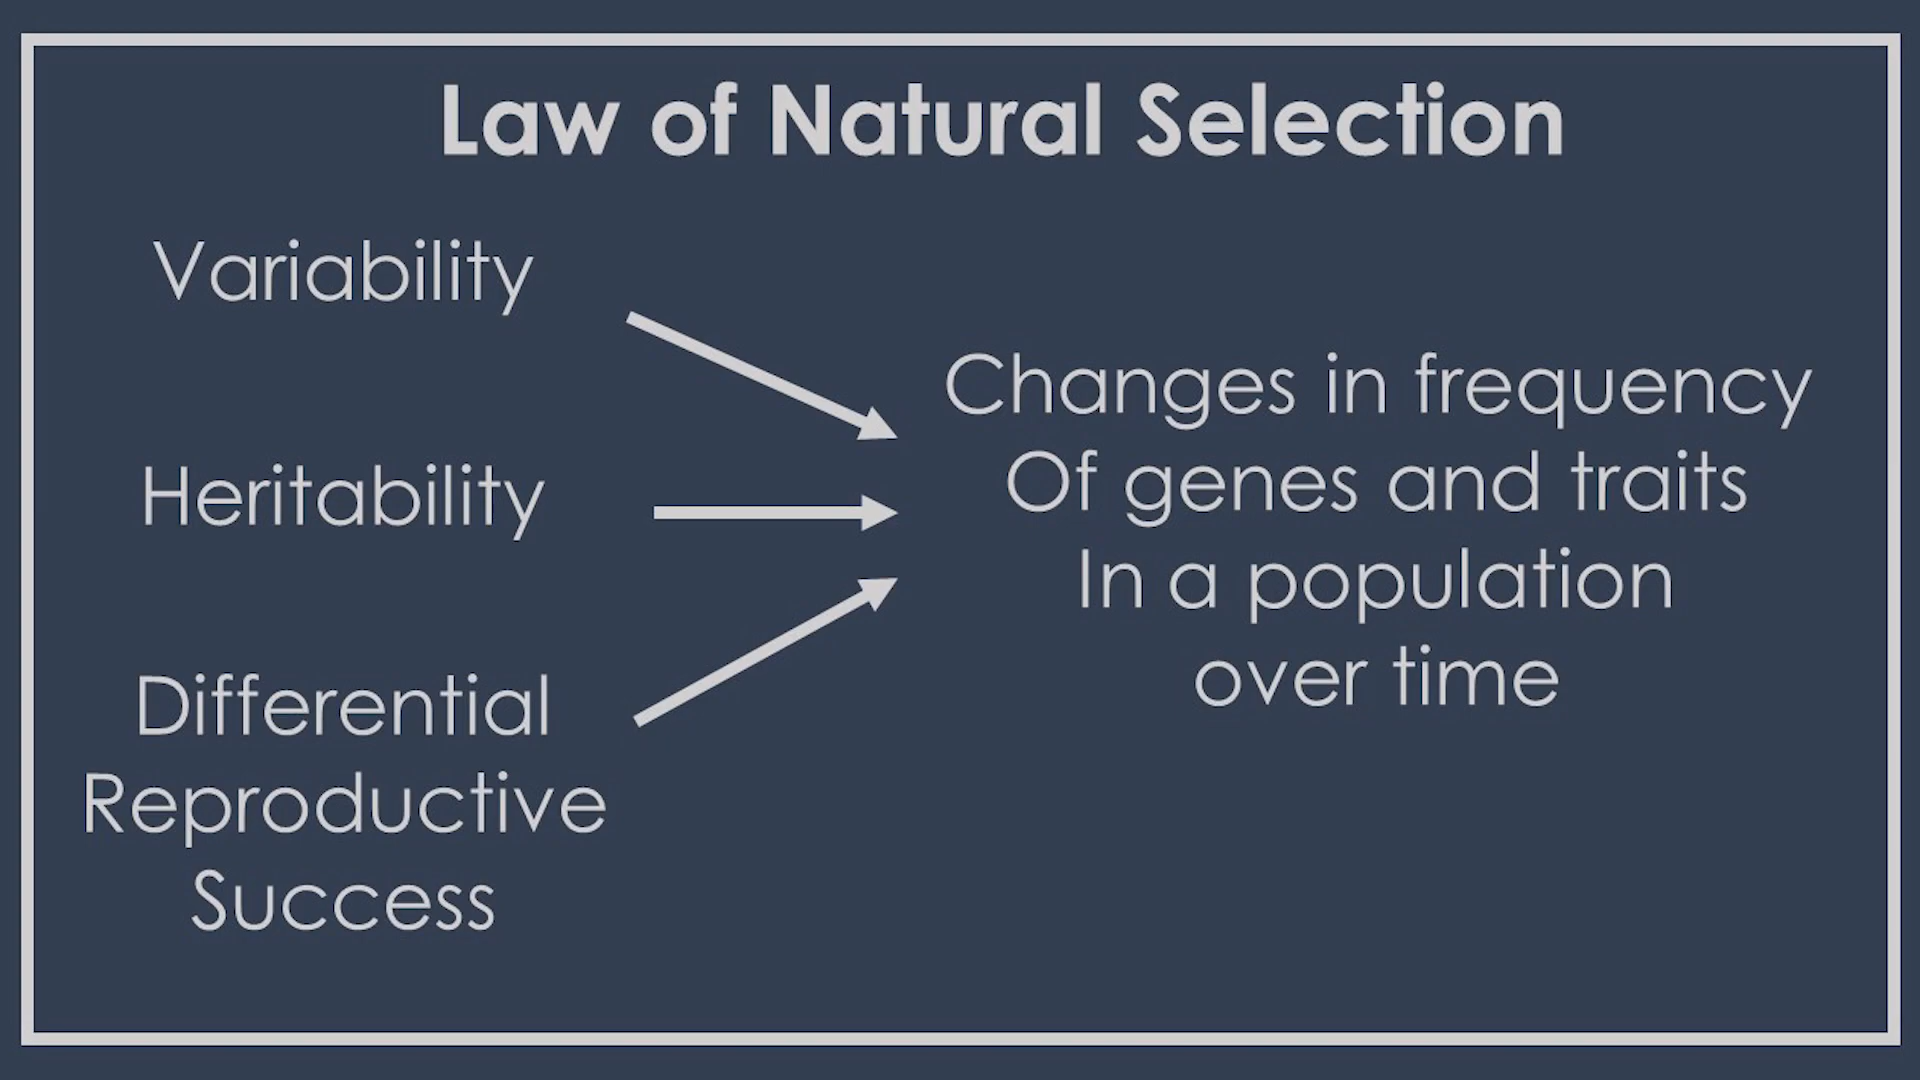 Law of Natural Selection
Variability
Heritability
Differential
Reproductive
Success
Changes in frequency
Of genes and traits
In a population
over time